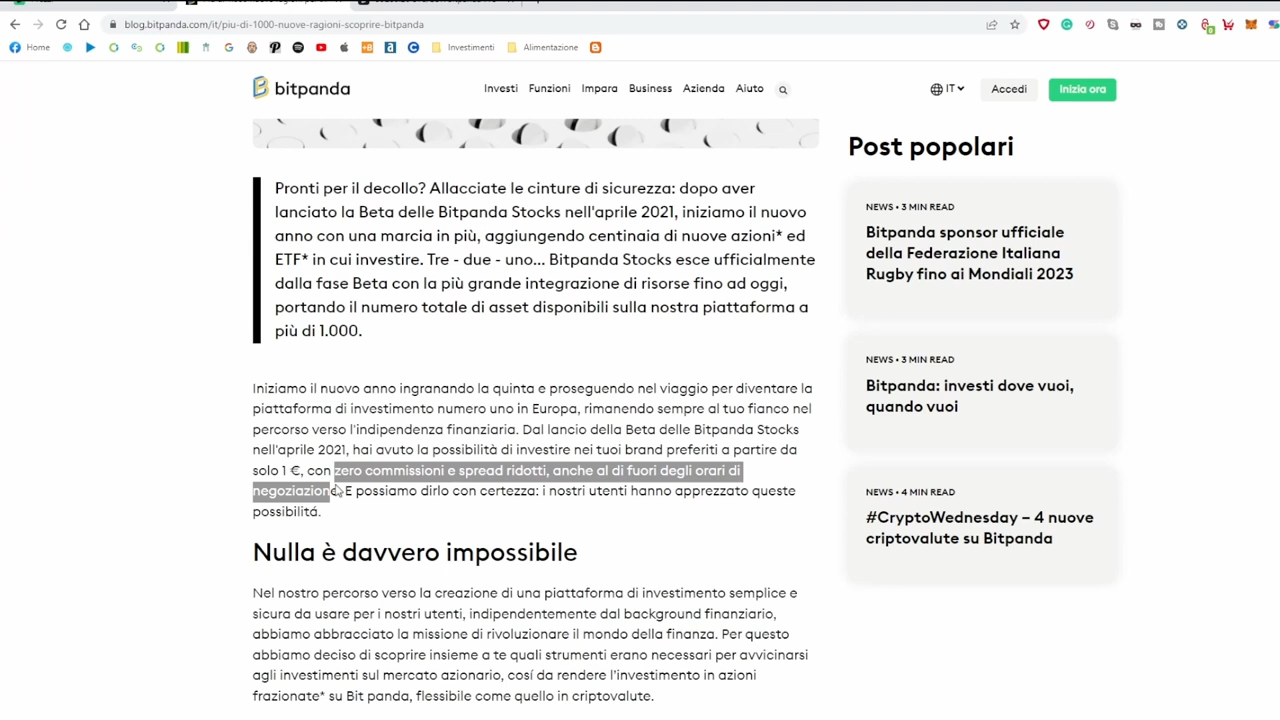 blog.bitpanda.com/it/piu-di-1000-nuove-ragioni-scoprire-bitpanda
Home
Investimenti
Alimentazione
bitpanda
Investi
Funzioni
Impara
Business
Azienda
Aiuto
IT
Accedi
Inizia ora
Pronti per il decollo? Allacciate le cinture di sicurezza: dopo aver
lanciato la Beta delle Bitpanda Stocks nell'aprile 2021, iniziamo il nuovo
anno con una marcia in più, aggiungendo centinaia di nuove azioni* ed
ETF* in cui investire. Tre - due - uno... Bitpanda Stocks esce ufficialmente
dalla fase Beta con la più grande integrazione di risorse fino ad oggi,
portando il numero totale di asset disponibili sulla nostra piattaforma a
più di 1.000.
Iniziamo il nuovo anno ingranando la quinta e proseguendo nel viaggio per diventare la
piattaforma di investimento numero uno in Europa, rimanendo sempre al tuo fianco nel
percorso verso l'indipendenza finanziaria. Dal lancio della Beta delle Bitpanda Stocks
nell'aprile 2021, hai avuto la possibilità di investire nei tuoi brand preferiti a partire da
solo 1 €, con zero commissioni e spread ridotti, anche al di fuori degli orari di
negoziazione. E possiamo dirlo con certezza: i nostri utenti hanno apprezzato queste
possibilitá.
Nulla è davvero impossibile
Nel nostro percorso verso la creazione di una piattaforma di investimento semplice e
sicura da usare per i nostri utenti, indipendentemente dal background finanziario,
abbiamo abbracciato la missione di rivoluzionare il mondo della finanza. Per questo
abbiamo deciso di scoprire insieme a te quali strumenti erano necessari per avvicinarsi
agli investimenti sul mercato azionario, cosí da rendere l'investimento in azioni
frazionate* su Bit panda, flessibile come quello in criptovalute.
Post popolari
NEWS • 3 MIN READ
Bitpanda sponsor ufficiale
della Federazione Italiana
Rugby fino ai Mondiali 2023
NEWS • 3 MIN READ
Bitpanda: investi dove vuoi,
quando vuoi
NEWS • 4 MIN READ
#CryptoWednesday – 4 nuove
criptovalute su Bitpanda